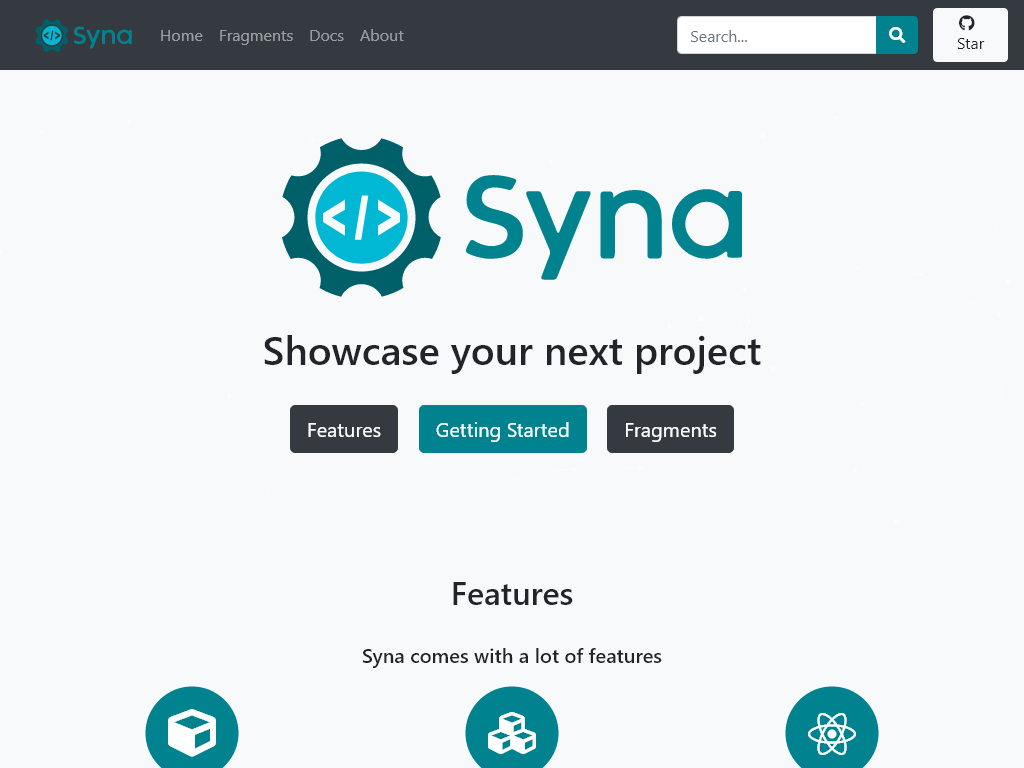 Syna
Home Fragments Docs About
Search...
Star
</> Syna
Showcase your next project
Features Getting Started Fragments
Features
Syna comes with a lot of features